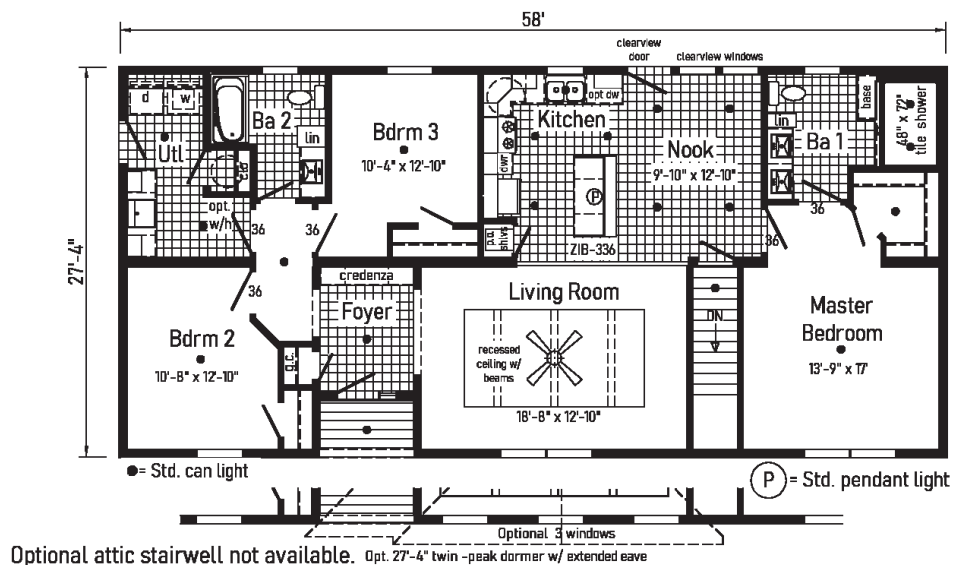 58'
clearview
door
clearview windows
27'-4"
d
w
Utl
Ba 2
lin
Bdrm 3
10'-4" x 12'-10"
opt dw
Kitchen
dwr
Nook
9'-10" x 12'-10"
P
ZIB-336
lin
base
Ba 1
48" x 72"
tile shower
opt.
w/h
36
36
36
36
36
Bdrm 2
10'-8" x 12'-10"
g.c.
credenza
Foyer
Living Room
recessed
ceiling w/
beams
18'-8" x 12'-10"
DN
Master
Bedroom
13'-9" x 17'
= Std. can light
P = Std. pendant light
Optional 3 windows
Optional attic stairwell not available. Opt. 27'-4" twin -peak dormer w/ extended eave